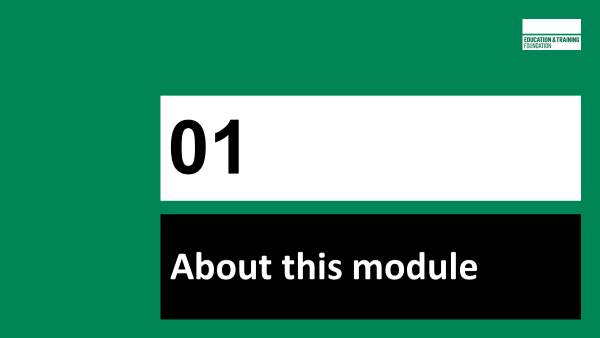 EDUCATION & TRAINING
FOUNDATION
01
About this module